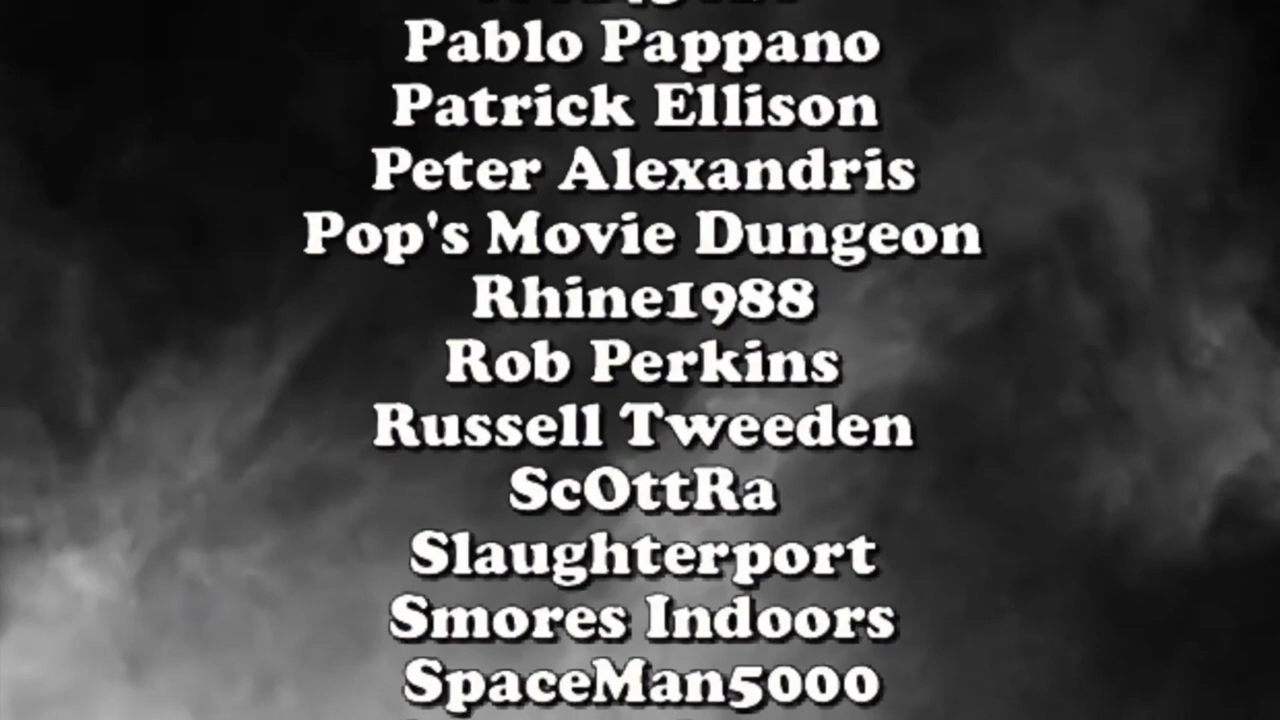 Pablo Pappano
Patrick Ellison
Peter Alexandris
Pop's Movie Dungeon
Rhine1988
Rob Perkins
Russell Tweeden
ScOttRa
Slaughterport
Smores Indoors
SpaceMan5000